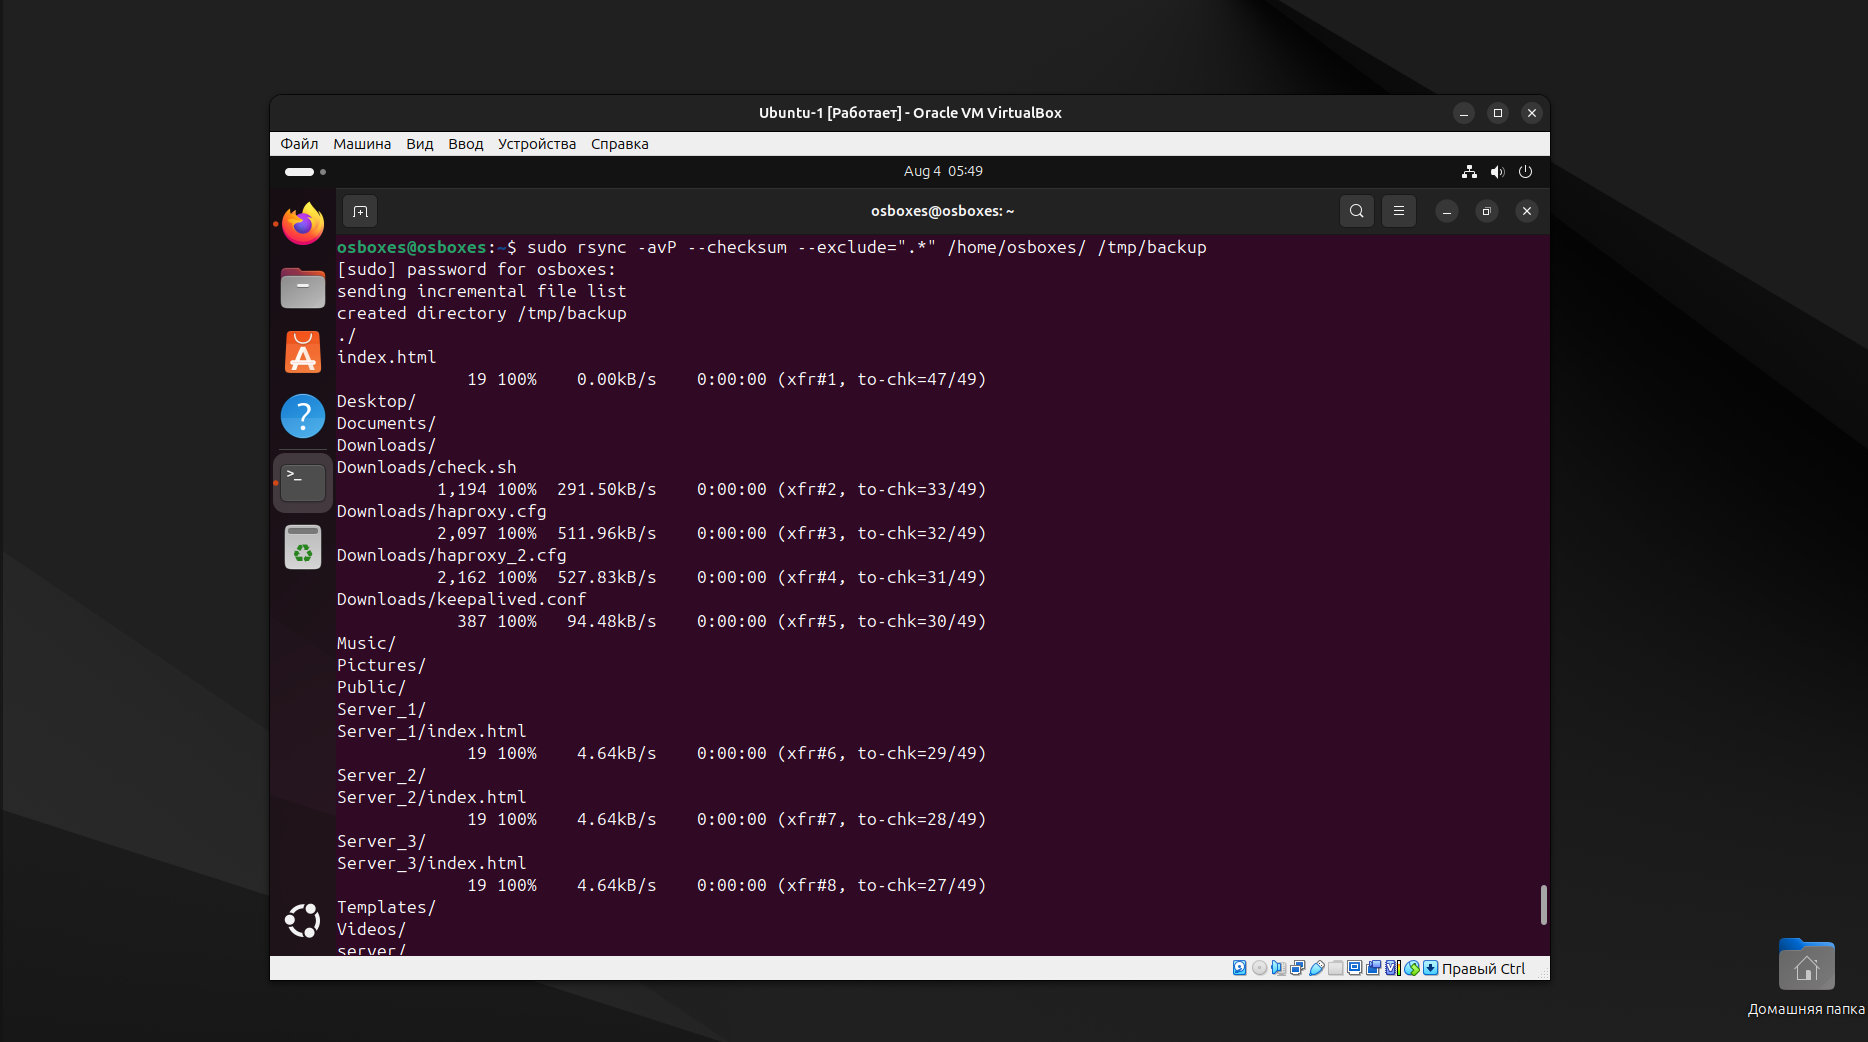 Ubuntu-1 [Работает] - Oracle VM VirtualBox
Файл Машина Вид Ввод Устройства Справка
Aug 4 05:49
osboxes@osboxes: ~
osboxes@osboxes:~$ sudo rsync -avP --checksum --exclude=".*" /home/osboxes/ /tmp/backup
[sudo] password for osboxes:
sending incremental file list
created directory /tmp/backup
./
index.html
19 100% 0.00kB/s 0:00:00 (xfr#1, to-chk=47/49)
Desktop/
Documents/
Downloads/
Downloads/check.sh
1,194 100% 291.50kB/s 0:00:00 (xfr#2, to-chk=33/49)
Downloads/haproxy.cfg
2,097 100% 511.96kB/s 0:00:00 (xfr#3, to-chk=32/49)
Downloads/haproxy_2.cfg
2,162 100% 527.83kB/s 0:00:00 (xfr#4, to-chk=31/49)
Downloads/keepalived.conf
387 100% 94.48kB/s 0:00:00 (xfr#5, to-chk=30/49)
Music/
Pictures/
Public/
Server_1/
Server_1/index.html
19 100% 4.64kB/s 0:00:00 (xfr#6, to-chk=29/49)
Server_2/
Server_2/index.html
19 100% 4.64kB/s 0:00:00 (xfr#7, to-chk=28/49)
Server_3/
Server_3/index.html
19 100% 4.64kB/s 0:00:00 (xfr#8, to-chk=27/49)
Templates/
Videos/
server/
Правый Ctrl
Домашняя папка